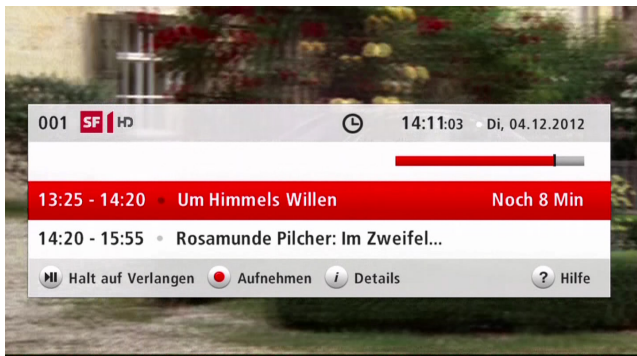 001 SF 1 HD 14:11:03 Di, 04.12.2012
13:25 - 14:20 • Um Himmels Willen Noch 8 Min
14:20 - 15:55 • Rosamunde Pilcher: Im Zweifel...
Halt auf Verlangen Aufnehmen i Details ? Hilfe